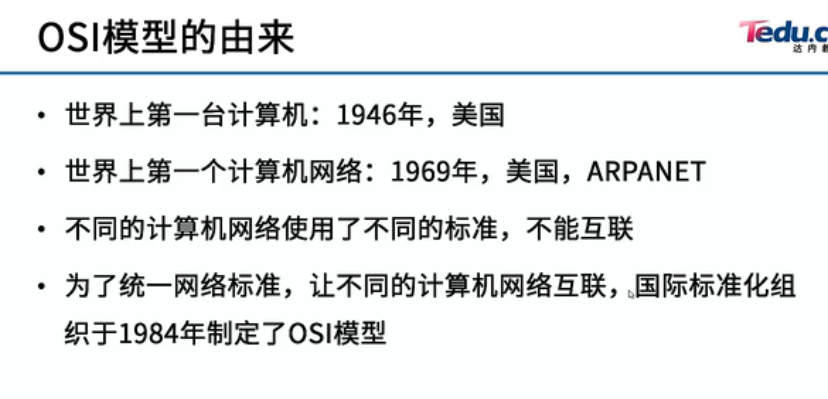 OSI模型的由来
Tedu.c
达内教
• 世界上第一台计算机：1946年，美国
• 世界上第一个计算机网络：1969年，美国，ARPANET
• 不同的计算机网络使用了不同的标准，不能互联
• 为了统一网络标准，让不同的计算机网络互联，国际标准化组
织于1984年制定了OSI模型